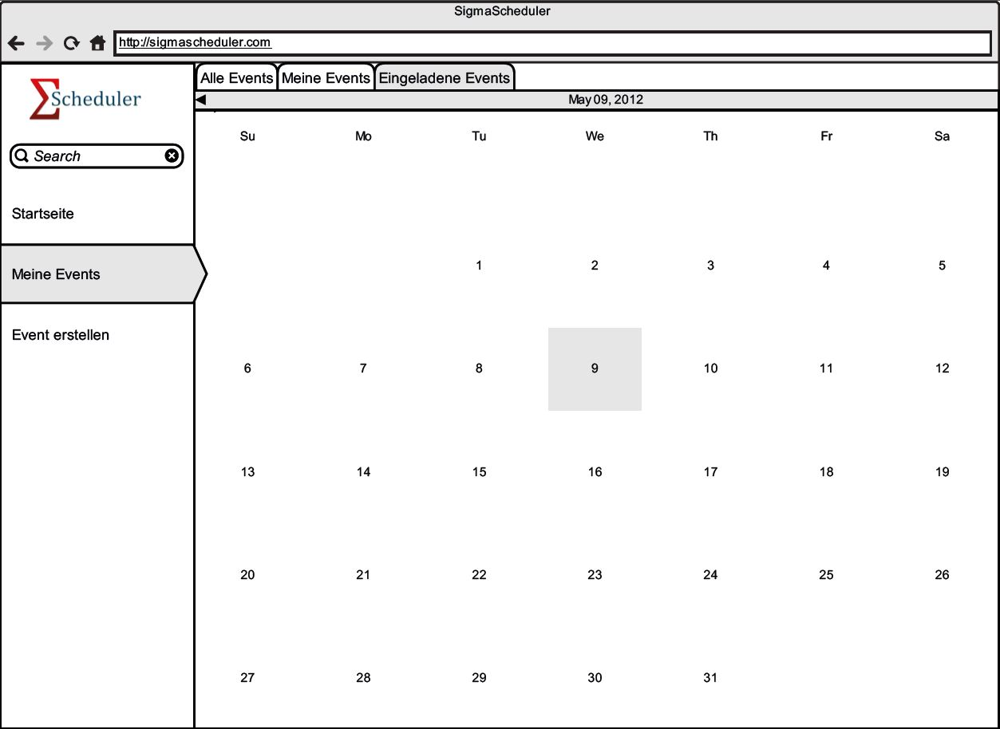 SigmaScheduler
http://sigmascheduler.com
Alle Events Meine Events Eingeladene Events
ΣScheduler
May 09, 2012
Su Mo Tu We Th Fr Sa
Search
Startseite
1 2 3 4 5
Meine Events
Event erstellen
6 7 8 9 10 11 12
13 14 15 16 17 18 19
20 21 22 23 24 25 26
27 28 29 30 31